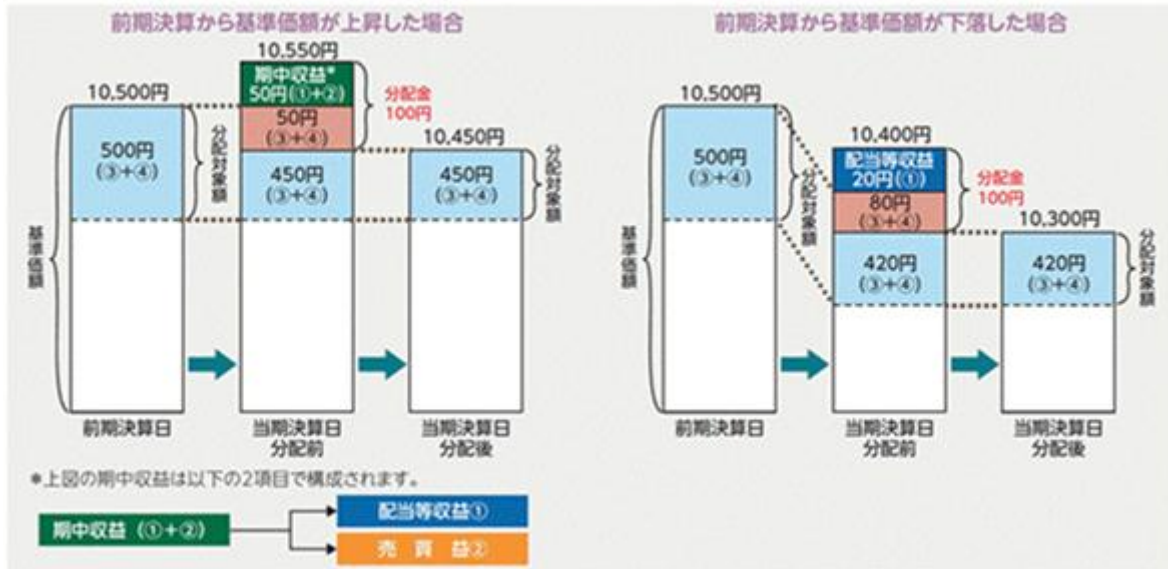 前期決算から基準価額が上昇した場合
10,500円
500円
(③+④)
分配対象額
基準価額
前期決算日
10,550円
期中収益*
50円(①+②)
50円
(③+④)
450円
(③+④)
分配金
100円
当期決算日
分配前
10,450円
450円
(③+④)
分配対象額
当期決算日
分配後
*上図の期中収益は以下の2項目で構成されます。
期中収益 (①+②)
配当等収益①
売 買 益②
前期決算から基準価額が下落した場合
10,500円
500円
(③+④)
分配対象額
基準価額
前期決算日
10,400円
配当等収益
20円(①)
80円
(③+④)
420円
(③+④)
分配金
100円
当期決算日
分配前
10,300円
420円
(③+④)
分配対象額
当期決算日
分配後